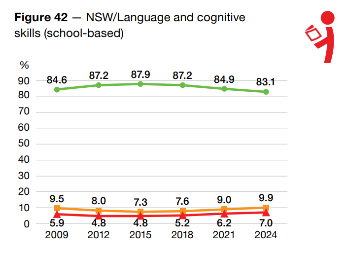 Figure 42 — NSW/Language and cognitive
skills (school-based)
%
90
80
70
60
50
40
30
20
10
0
84.6 87.2 87.9 87.2 84.9 83.1
9.5 8.0 7.3 7.6 9.0 9.9
5.9 4.8 4.8 5.2 6.2 7.0
2009 2012 2015 2018 2021 2024